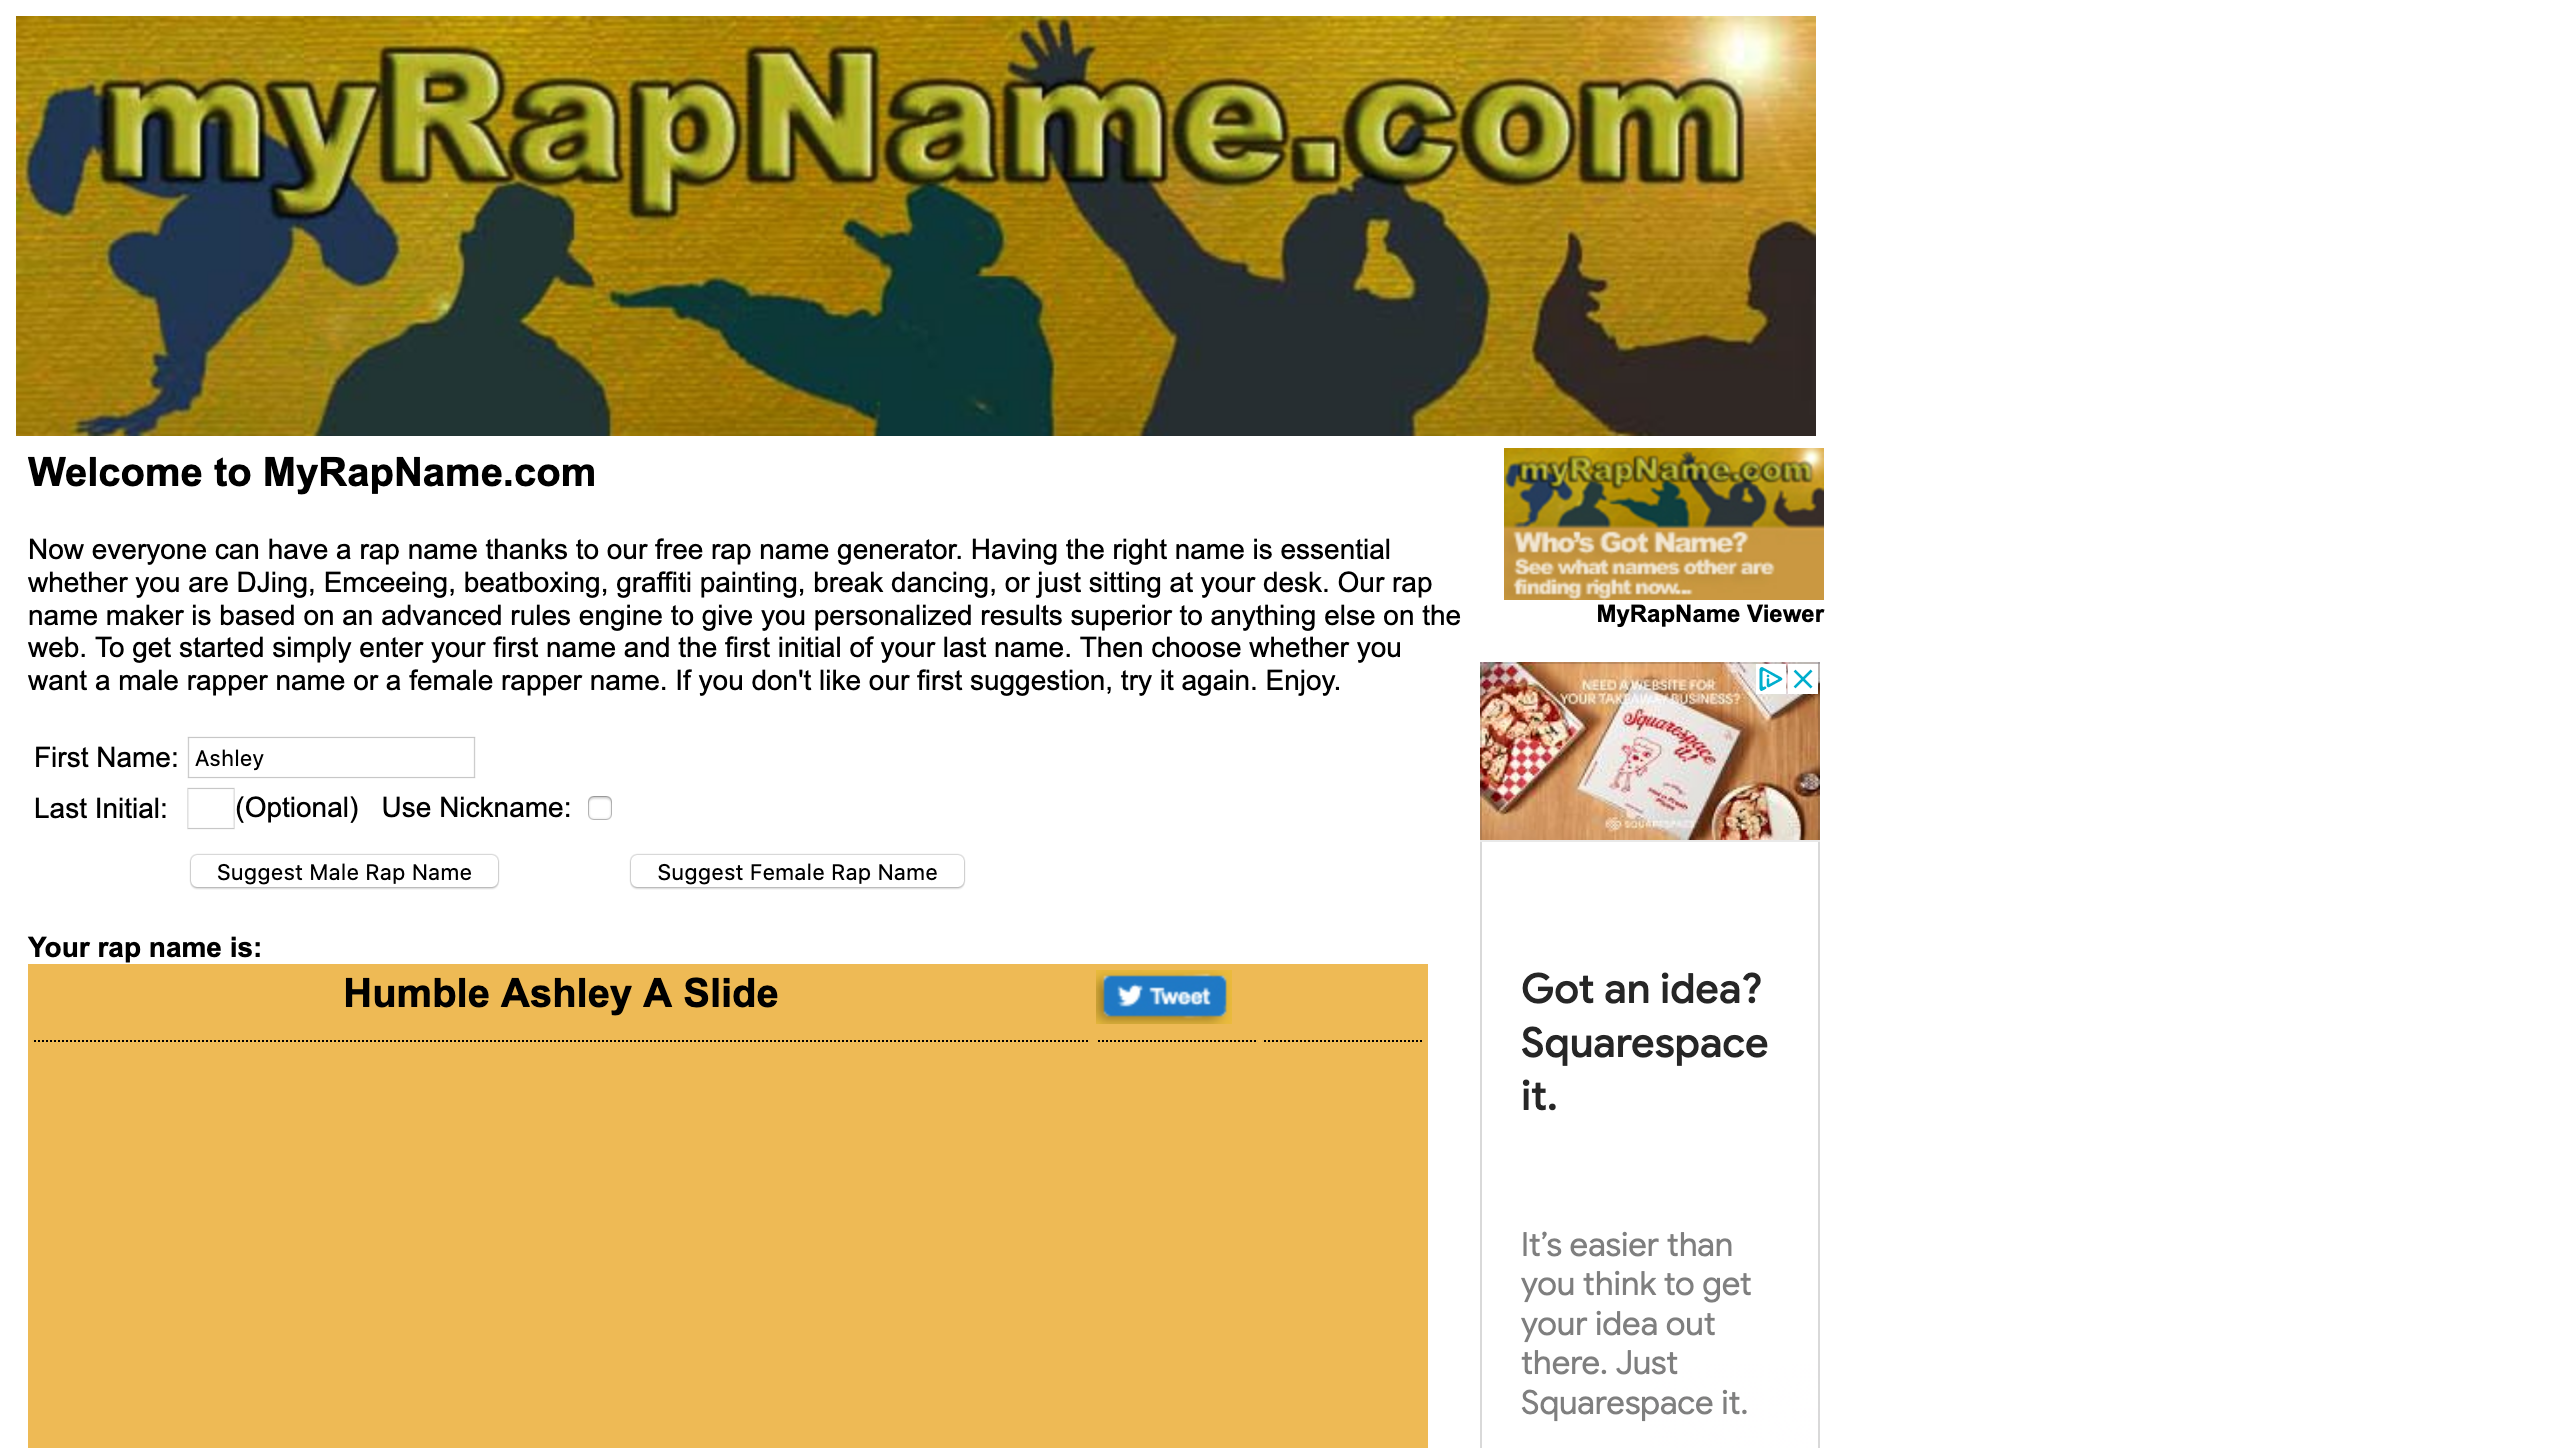 myRapName.com
Welcome to MyRapName.com
Now everyone can have a rap name thanks to our free rap name generator. Having the right name is essential
whether you are DJing, Emceeing, beatboxing, graffiti painting, break dancing, or just sitting at your desk. Our rap
name maker is based on an advanced rules engine to give you personalized results superior to anything else on the
web. To get started simply enter your first name and the first initial of your last name. Then choose whether you
want a male rapper name or a female rapper name. If you don't like our first suggestion, try it again. Enjoy.
First Name: Ashley
Last Initial: (Optional) Use Nickname:
Suggest Male Rap Name Suggest Female Rap Name
Your rap name is:
Humble Ashley A Slide Tweet
myRapName.com
Who's Got Name?
See what names other are
finding right now...
MyRapName Viewer
NEED A WEBSITE FOR
YOUR TAKEAWAY BUSINESS?
Squarespace
it!
SQUARESPACE
Got an idea?
Squarespace
it.
It's easier than
you think to get
your idea out
there. Just
Squarespace it.